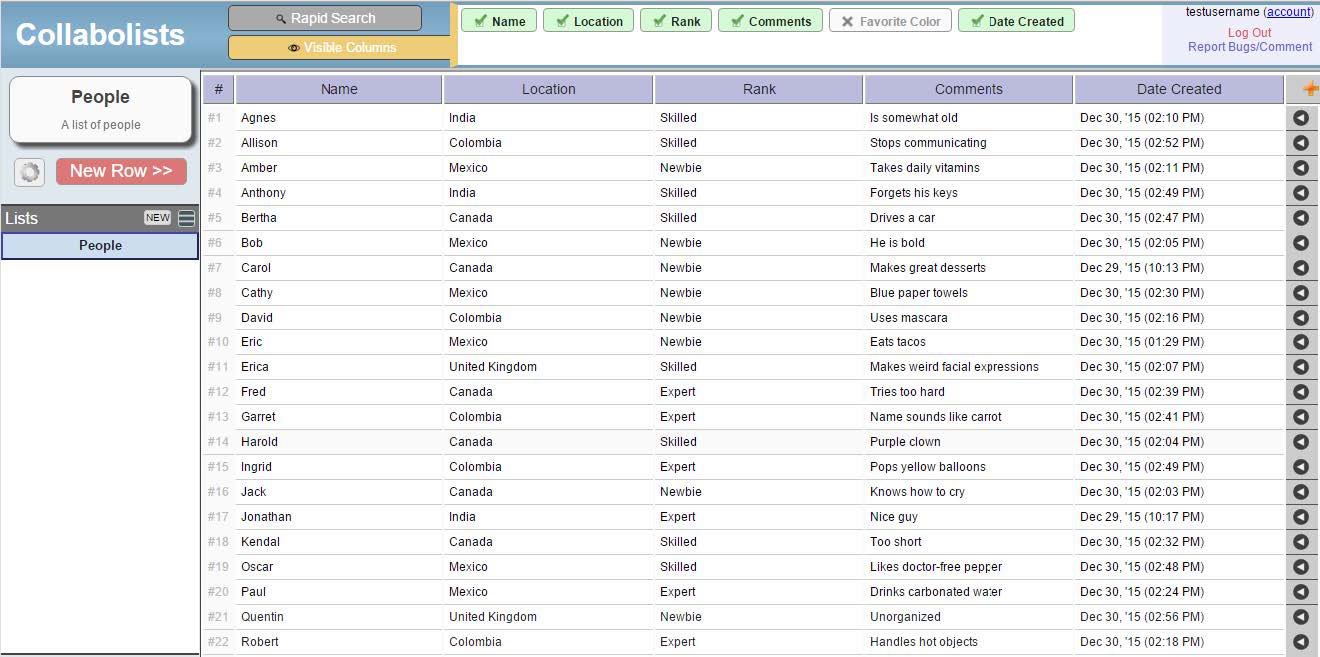 Collabolists
Rapid Search
Visible Columns
Name Location Rank Comments Favorite Color Date Created
testusername (account)
Log Out
Report Bugs/Comment
People
A list of people
New Row >>
Lists NEW
People
# Name Location Rank Comments Date Created
#1 Agnes India Skilled Is somewhat old Dec 30, '15 (02:10 PM)
#2 Allison Colombia Skilled Stops communicating Dec 30, '15 (02:52 PM)
#3 Amber Mexico Newbie Takes daily vitamins Dec 30, '15 (02:11 PM)
#4 Anthony India Skilled Forgets his keys Dec 30, '15 (02:49 PM)
#5 Bertha Canada Skilled Drives a car Dec 30, '15 (02:47 PM)
#6 Bob Mexico Newbie He is bold Dec 30, '15 (02:05 PM)
#7 Carol Canada Newbie Makes great desserts Dec 29, '15 (10:13 PM)
#8 Cathy Mexico Newbie Blue paper towels Dec 30, '15 (02:30 PM)
#9 David Colombia Newbie Uses mascara Dec 30, '15 (02:16 PM)
#10 Eric Mexico Newbie Eats tacos Dec 30, '15 (01:29 PM)
#11 Erica United Kingdom Skilled Makes weird facial expressions Dec 30, '15 (02:07 PM)
#12 Fred Canada Expert Tries too hard Dec 30, '15 (02:39 PM)
#13 Garret Colombia Expert Name sounds like carrot Dec 30, '15 (02:41 PM)
#14 Harold Canada Skilled Purple clown Dec 30, '15 (02:04 PM)
#15 Ingrid Colombia Expert Pops yellow balloons Dec 30, '15 (02:49 PM)
#16 Jack Canada Newbie Knows how to cry Dec 30, '15 (02:03 PM)
#17 Jonathan India Expert Nice guy Dec 29, '15 (10:17 PM)
#18 Kendal Canada Skilled Too short Dec 30, '15 (02:32 PM)
#19 Oscar Mexico Skilled Likes doctor-free pepper Dec 30, '15 (02:48 PM)
#20 Paul Mexico Expert Drinks carbonated water Dec 30, '15 (02:24 PM)
#21 Quentin United Kingdom Newbie Unorganized Dec 30, '15 (02:56 PM)
#22 Robert Colombia Expert Handles hot objects Dec 30, '15 (02:18 PM)